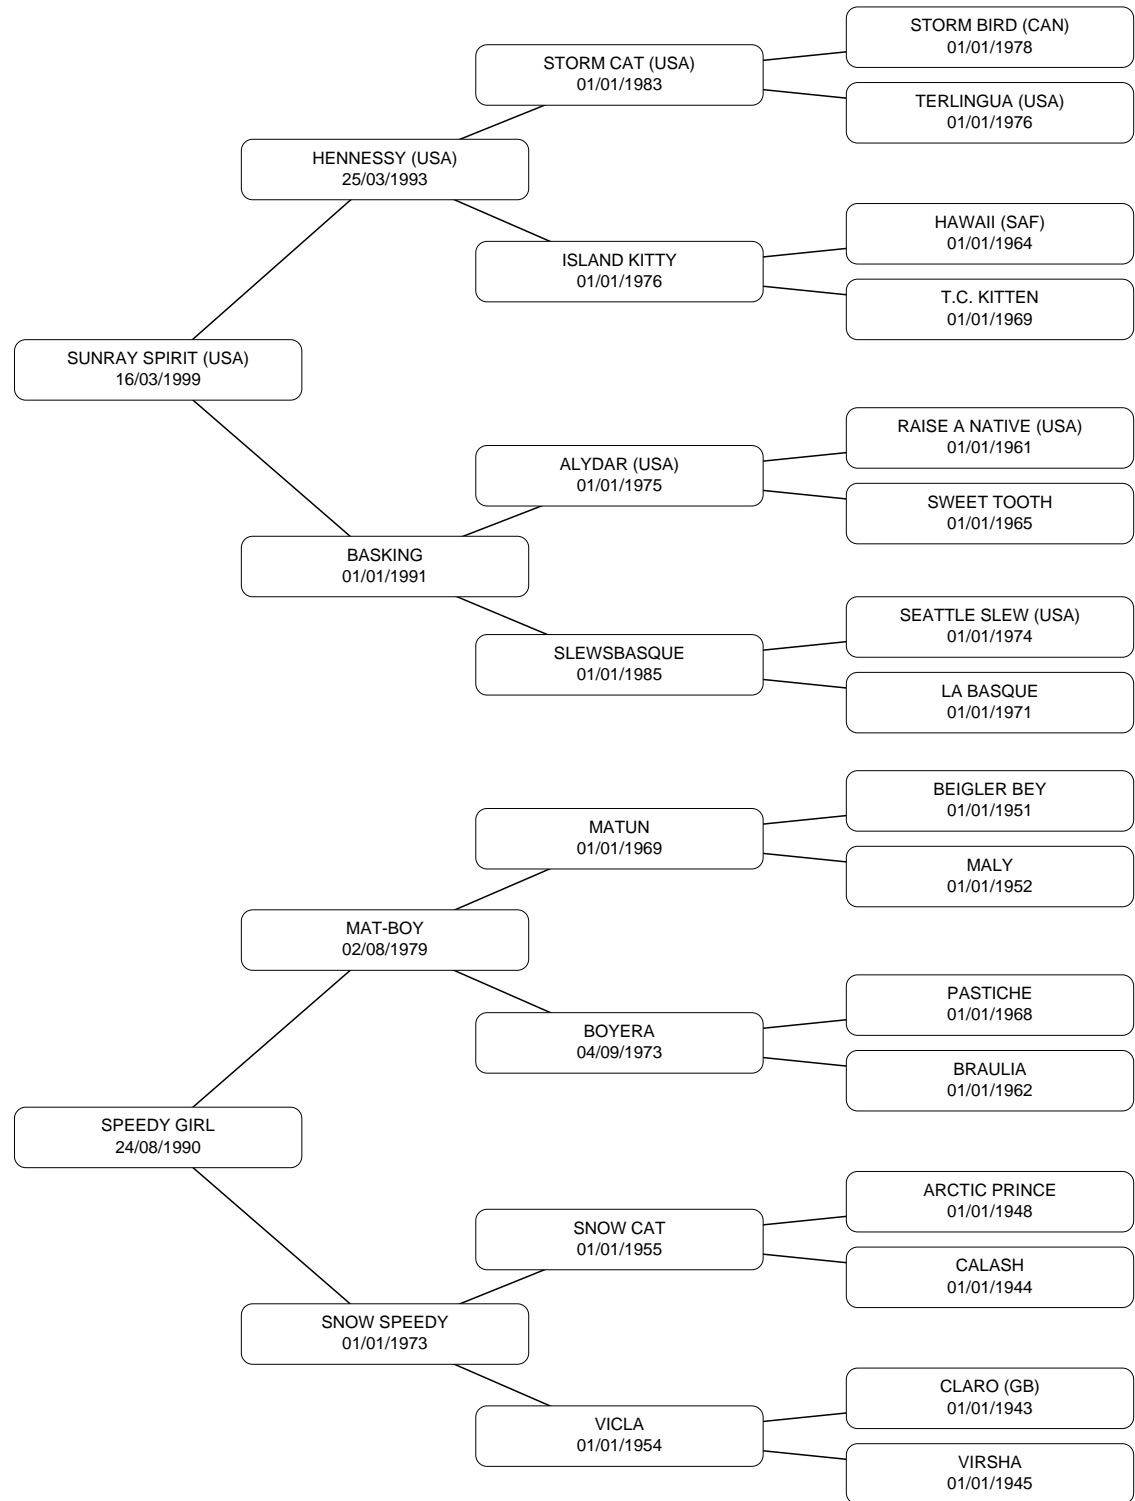 STORM BIRD (CAN)
01/01/1978
STORM CAT (USA)
01/01/1983
TERLINGUA (USA)
01/01/1976
HENNESSY (USA)
25/03/1993
HAWAII (SAF)
01/01/1964
ISLAND KITTY
01/01/1976
T.C. KITTEN
01/01/1969
SUNRAY SPIRIT (USA)
16/03/1999
RAISE A NATIVE (USA)
01/01/1961
ALYDAR (USA)
01/01/1975
SWEET TOOTH
01/01/1965
BASKING
01/01/1991
SEATTLE SLEW (USA)
01/01/1974
SLEWSBASQUE
01/01/1985
LA BASQUE
01/01/1971
BEIGLER BEY
01/01/1951
MATUN
01/01/1969
MALY
01/01/1952
MAT-BOY
02/08/1979
PASTICHE
01/01/1968
BOYERA
04/09/1973
BRAULIA
01/01/1962
SPEEDY GIRL
24/08/1990
ARCTIC PRINCE
01/01/1948
SNOW CAT
01/01/1955
CALASH
01/01/1944
SNOW SPEEDY
01/01/1973
CLARO (GB)
01/01/1943
VICLA
01/01/1954
VIRSHA
01/01/1945